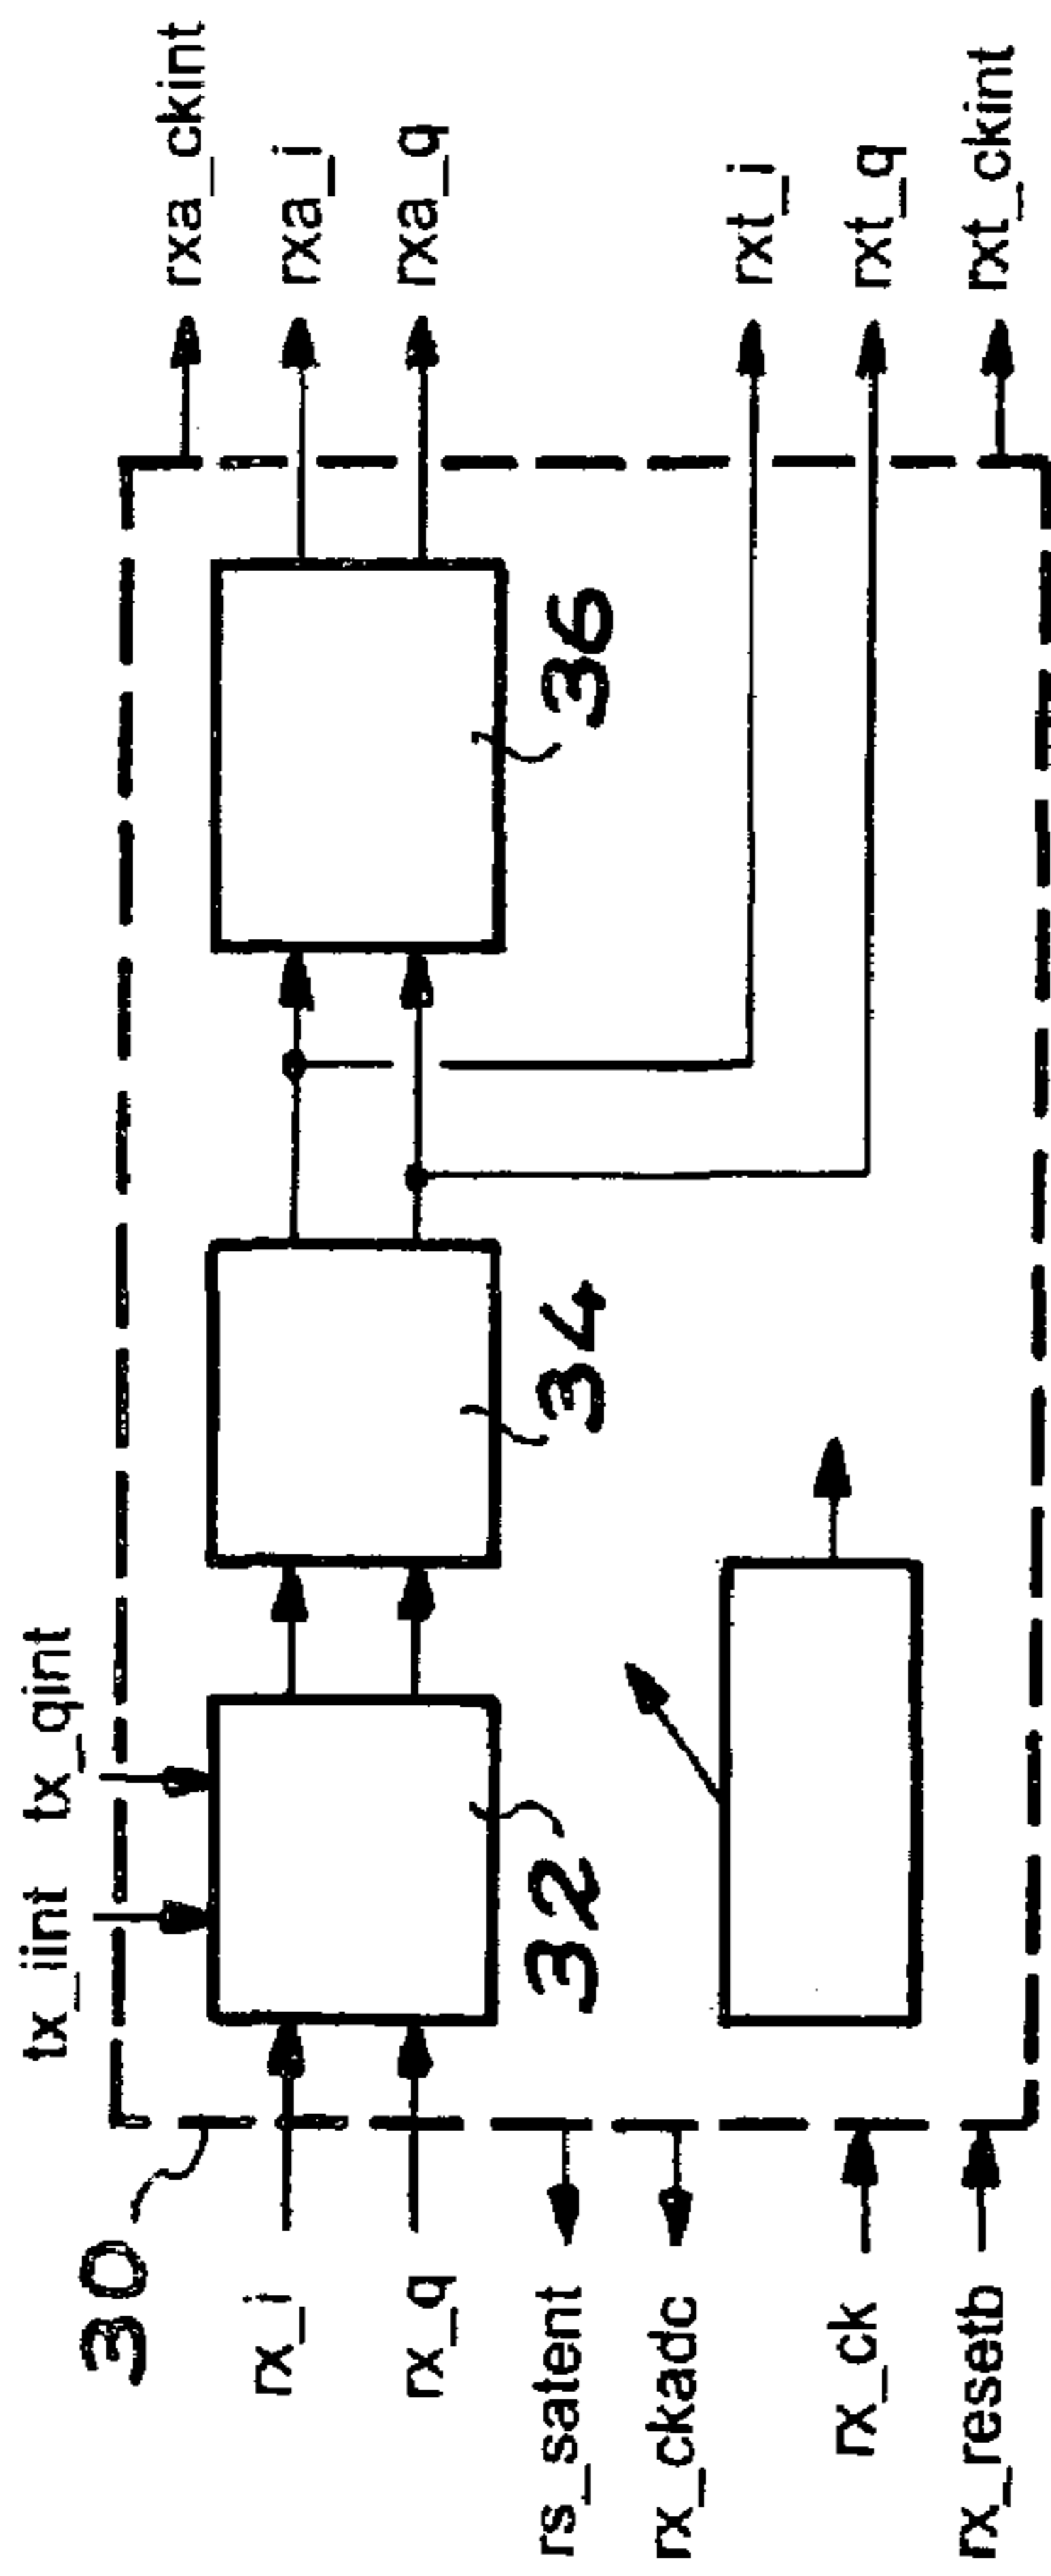 tx_iint tx_qint
30
rx_i
rx_q
rs_satent
rx_ckadc
rx_ck
rx_resetb
32
34
36
rxa_ckint
rxa_i
rxa_q
rxt_i
rxt_q
rxt_ckint